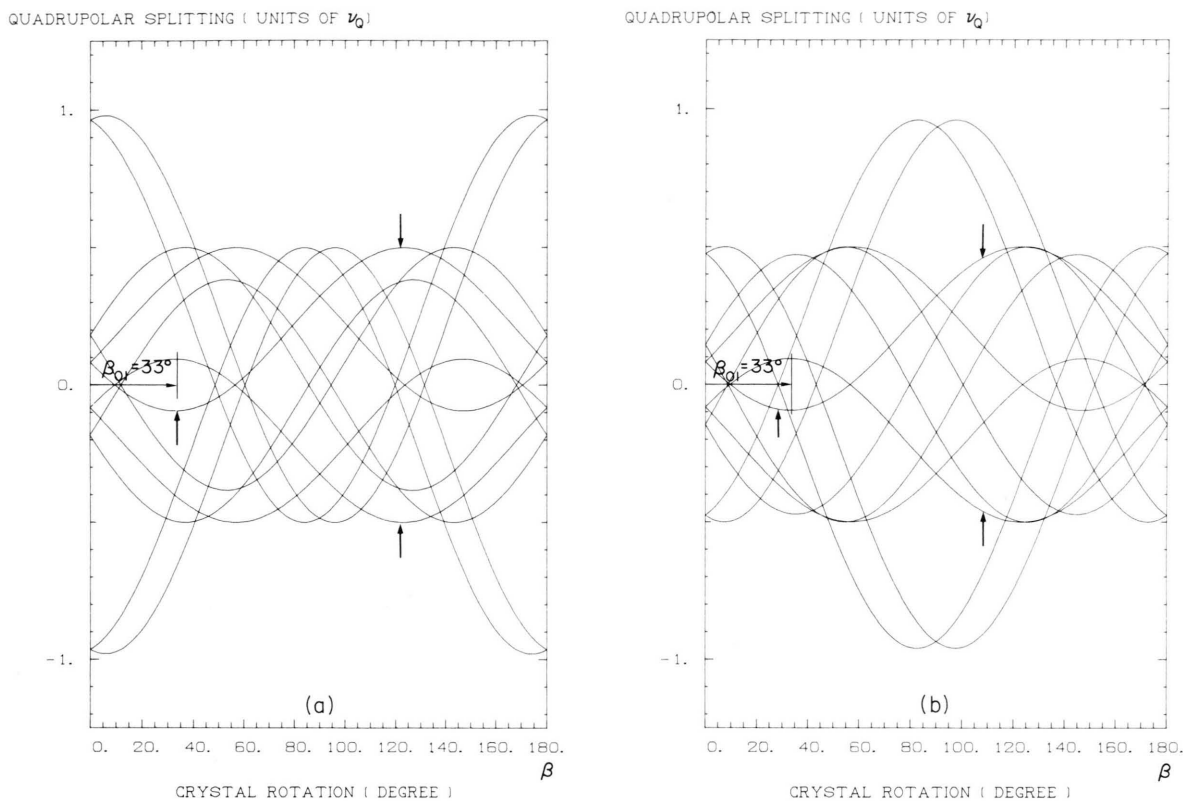 QUADRUPOLAR SPLITTING ( UNITS OF νQ)
1.
0.
-1.
βQ1=33°
(a)
0. 20. 40. 60. 80. 100. 120. 140. 160. 180.
β
CRYSTAL ROTATION ( DEGREE )
QUADRUPOLAR SPLITTING ( UNITS OF νQ)
1.
0.
-1.
βQ1=33°
(b)
0. 20. 40. 60. 80. 100. 120. 140. 160. 180.
β
CRYSTAL ROTATION ( DEGREE )